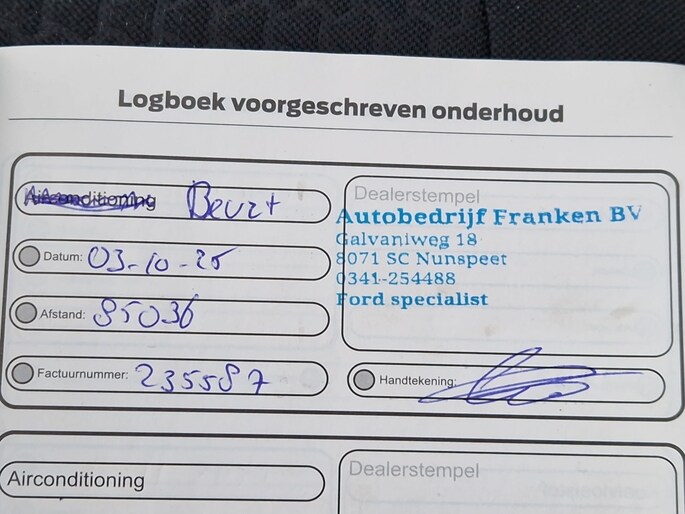 Logboek voorgeschreven onderhoud
Airconditioning Beurt
Dealerstempel
Autobedrijf Franken BV
Galvaniweg 18
8071 SC Nunspeet
0341-254488
Ford specialist
Datum: 03-10-25
Afstand: 85036
Factuurnummer: 235587
Handtekening:
Airconditioning
Dealerstempel